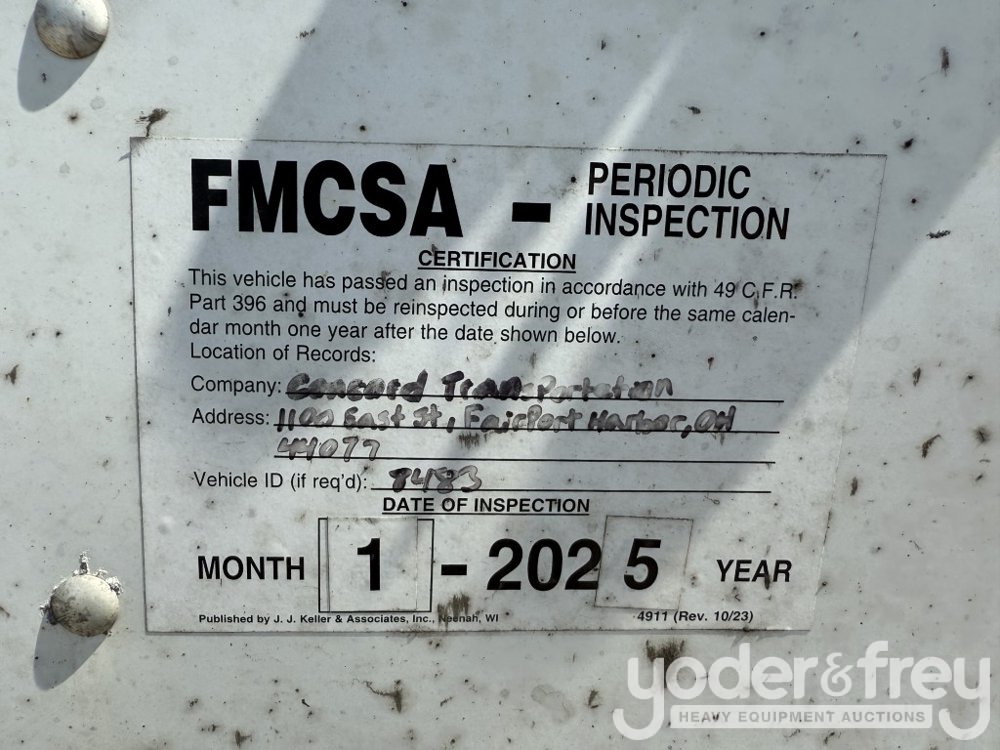 FMCSA - PERIODIC INSPECTION
CERTIFICATION
This vehicle has passed an inspection in accordance with 49 C.F.R.
Part 396 and must be reinspected during or before the same calen-
dar month one year after the date shown below.
Location of Records:
Company: Concord Transportation
Address: 1100 East St, Fairport Harbor, OH
44077
Vehicle ID (if req'd): 8483
DATE OF INSPECTION
MONTH 1 - 2025 YEAR
Published by J. J. Keller & Associates, Inc., Neenah, WI
4911 (Rev. 10/23)
yoder&frey
HEAVY EQUIPMENT AUCTIONS